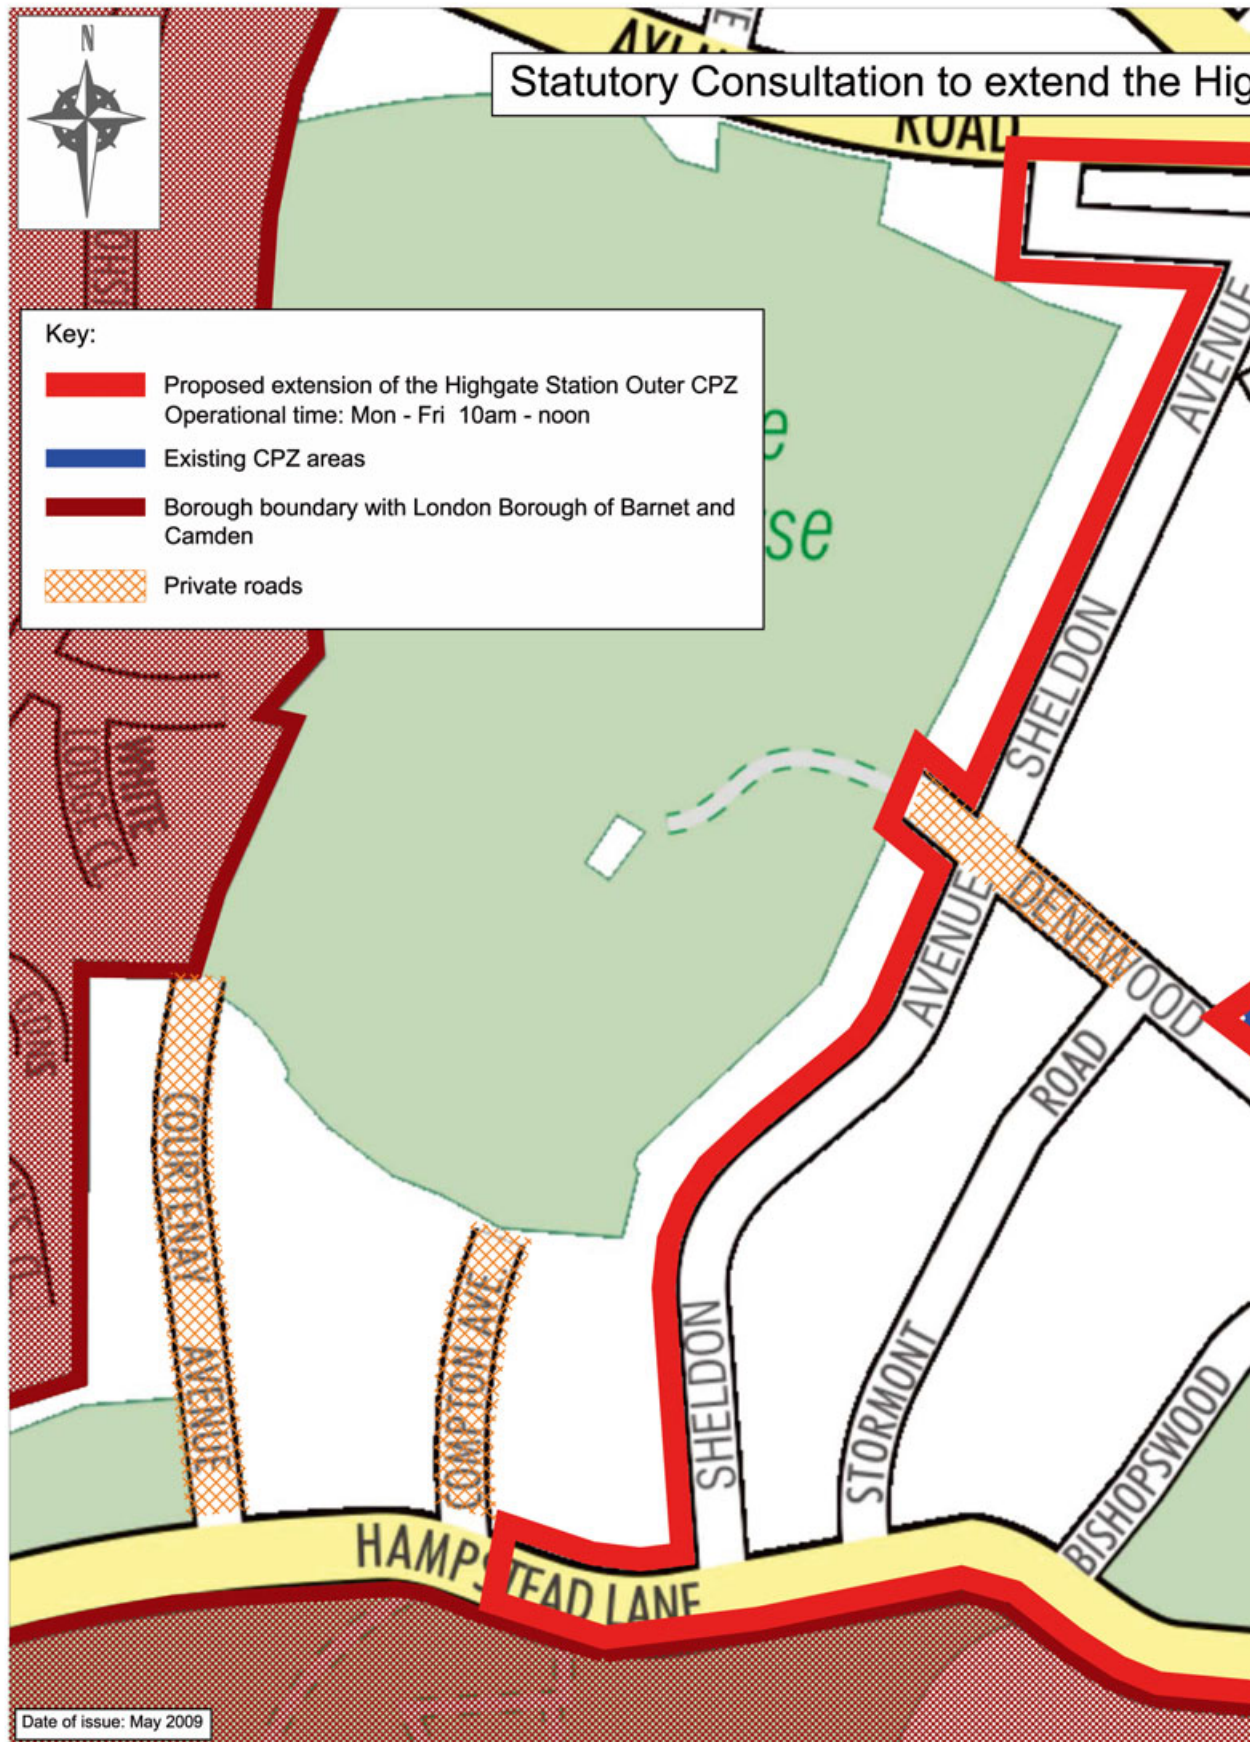 N
AYL
Statutory Consultation to extend the Hig
ROAD
Key:
Proposed extension of the Highgate Station Outer CPZ
Operational time: Mon - Fri 10am - noon
Existing CPZ areas
Borough boundary with London Borough of Barnet and
Camden
Private roads
e
se
AVENUE
SHELDON
WHITE
LODGE CL
DENEWOOD
AVENUE
GDNS
ROAD
COURTENAY
AVENUE
COMPTON AVE
SHELDON
STORMONT
BISHOPSWOOD
HAMPSTEAD LANE
Date of issue: May 2009